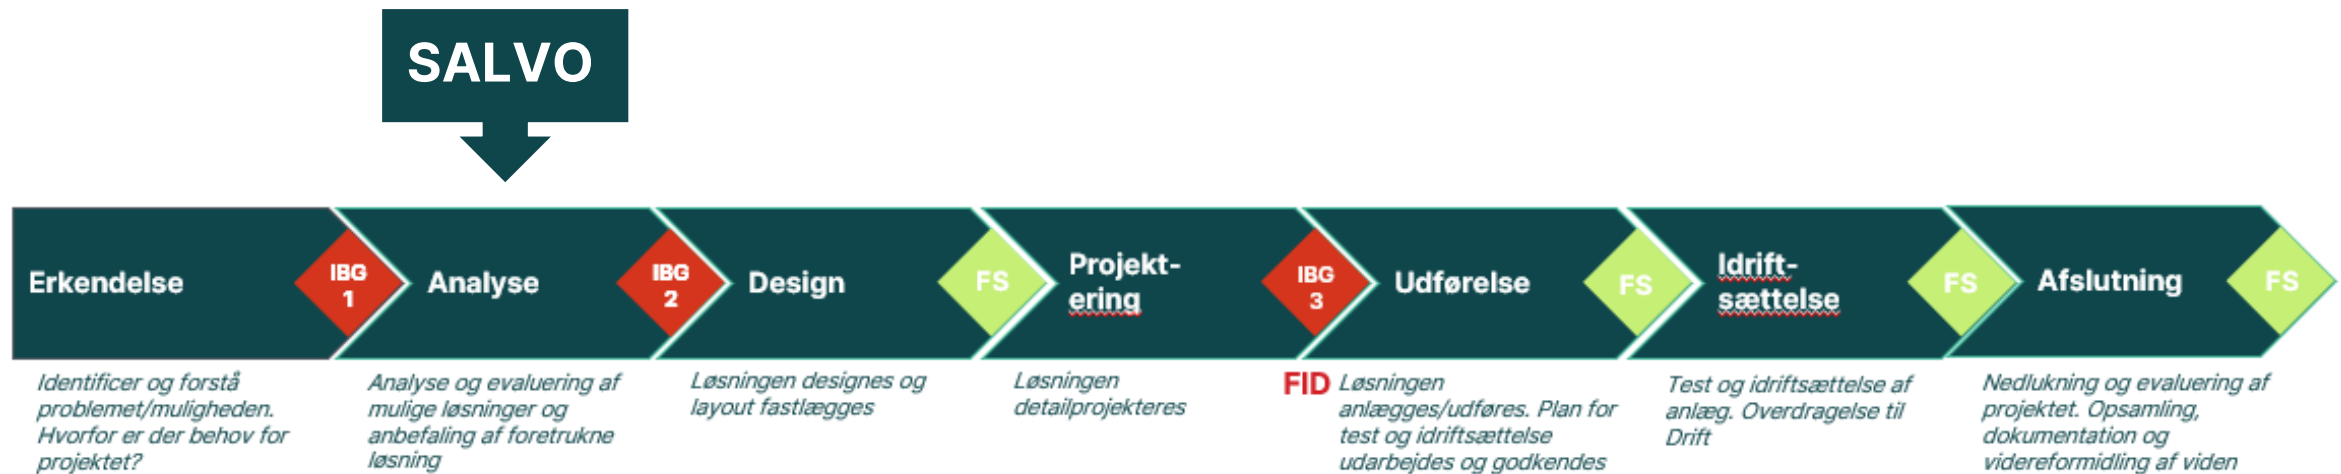 SALVO
Erkendelse
IBG
1
Analyse
IBG
2
Design
FS
Projekt-
ering
IBG
3
Udførelse
FS
Idrift-
sættelse
FS
Afslutning
FS
Identificer og forstå
problemet/muligheden.
Hvorfor er der behov for
projektet?
Analyse og evaluering af
mulige løsninger og
anbefaling af foretrukne
løsning
Løsningen designes og
layout fastlægges
Løsningen
detailprojekteres
FID
Løsningen
anlægges/udføres. Plan for
test og idriftsættelse
udarbejdes og godkendes
Test og idriftsættelse af
anlæg. Overdragelse til
Drift
Nedlukning og evaluering af
projektet. Opsamling,
dokumentation og
videreformidling af viden